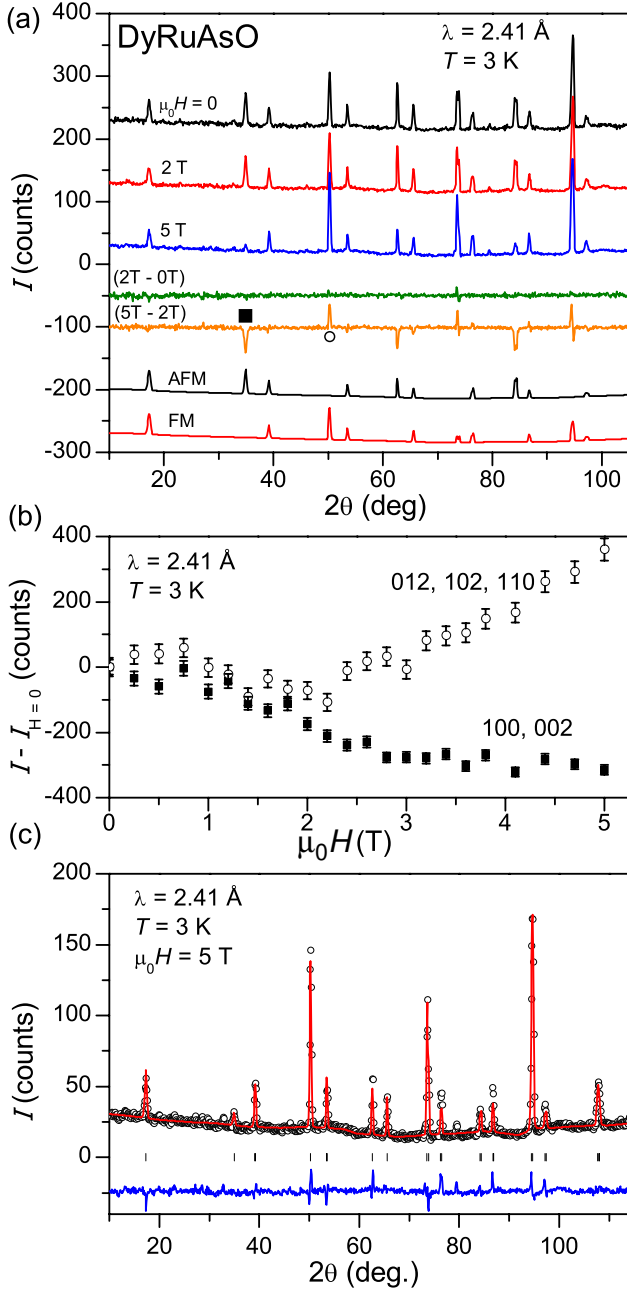 (a)
DyRuAsO
λ = 2.41 Å
T = 3 K
μ₀H = 0
2 T
5 T
(2T - 0T)
(5T - 2T)
AFM
FM
I (counts)
400
300
200
100
0
-100
-200
-300
20
40
60
80
100
2θ (deg)
(b)
λ = 2.41 Å
T = 3 K
012, 102, 110
100, 002
I - I_H = 0 (counts)
400
200
0
-200
-400
0
1
2
3
4
5
μ₀H (T)
(c)
λ = 2.41 Å
T = 3 K
μ₀H = 5 T
I (counts)
200
150
100
50
0
20
40
60
80
100
2θ (deg.)